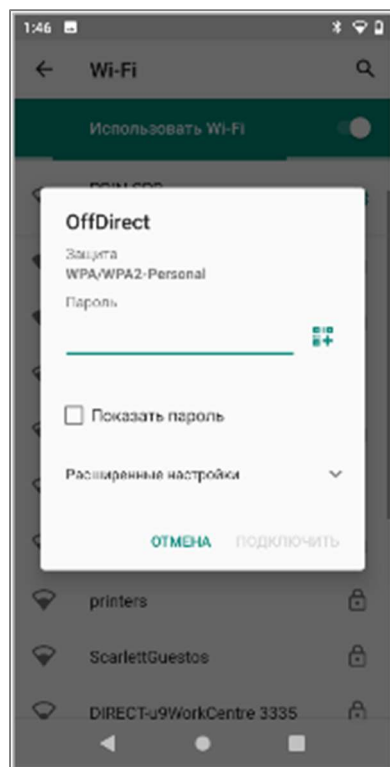 1:46
Wi-Fi
Использовать Wi-Fi
OffDirect
Защита
WPA/WPA2-Personal
Пароль
Показать пароль
Расширенные настройки
ОТМЕНА ПОДКЛЮЧИТЬ
printers
ScarlettGuestos
DIRECT-u9WorkCentre 3335